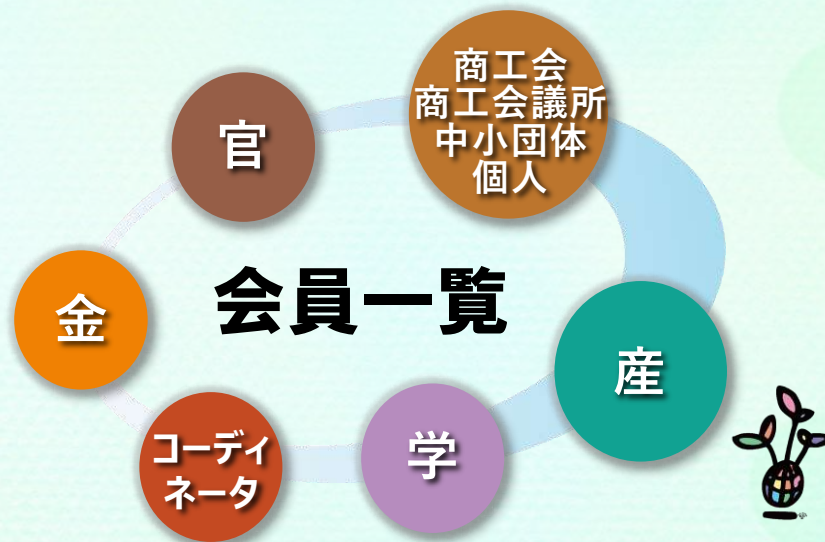 商工会
商工会議所
中小団体
個人
官
会員一覧
金
産
コーディ
ネータ
学